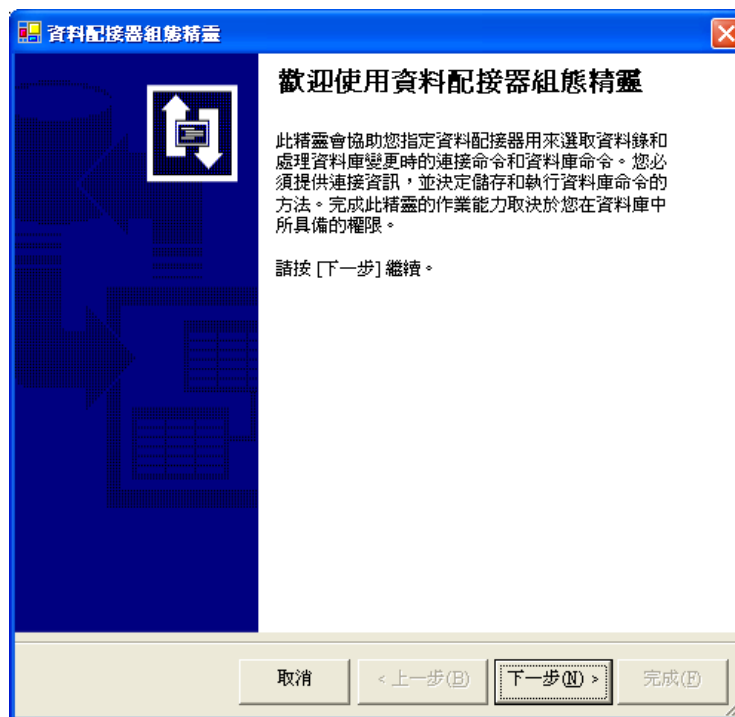 資料配接器組態精靈
歡迎使用資料配接器組態精靈
此精靈會協助您指定資料配接器用來選取資料錄和
處理資料庫變更時的連接命令和資料庫命令。您必
須提供連接資訊，並決定儲存和執行資料庫命令的
方法。完成此精靈的作業能力取決於您在資料庫中
所具備的權限。
請按 [下一步] 繼續。
取消
< 上一步(B)
下一步(N) >
完成(F)